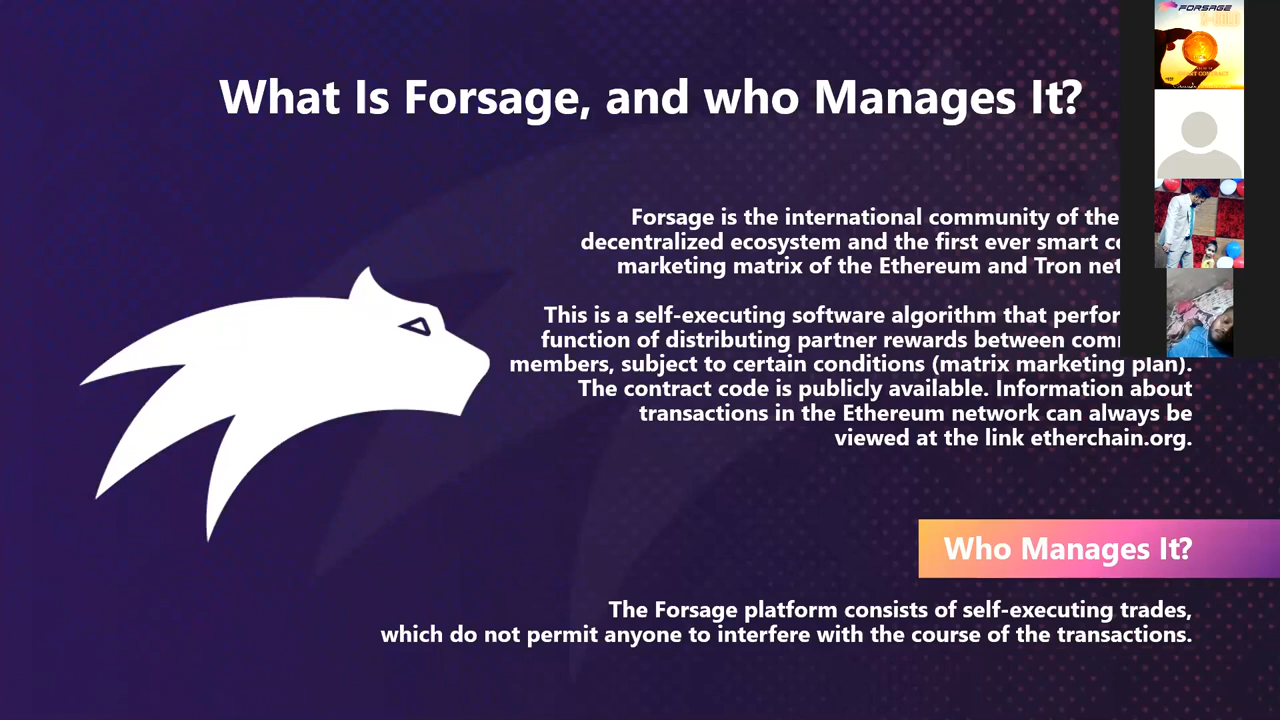 What Is Forsage, and who Manages It?
Forsage is the international community of the
decentralized ecosystem and the first ever smart
marketing matrix of the Ethereum and Tron
This is a self-executing software algorithm that
function of distributing partner rewards between
members, subject to certain conditions (matrix marketing plan).
The contract code is publicly available. Information about
transactions in the Ethereum network can always be
viewed at the link etherchain.org.
Who Manages It?
The Forsage platform consists of self-executing trades,
which do not permit anyone to interfere with the course of the transactions.
FORSAGE